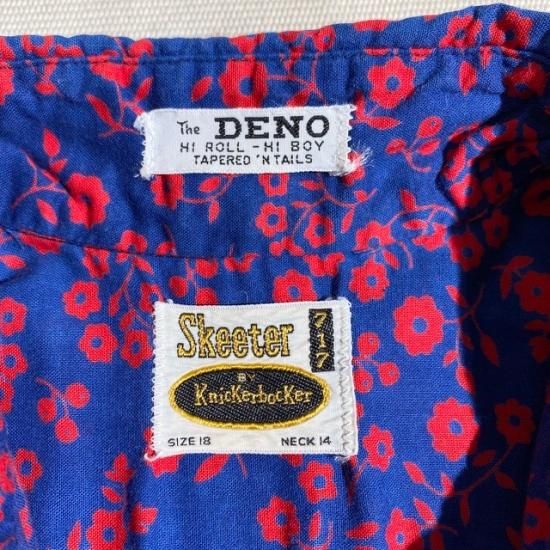 The DENO
HI ROLL - HI BOY
TAPERED 'N TAILS
Skeeter 717
BY
Knickerbocker
SIZE 18 NECK 14